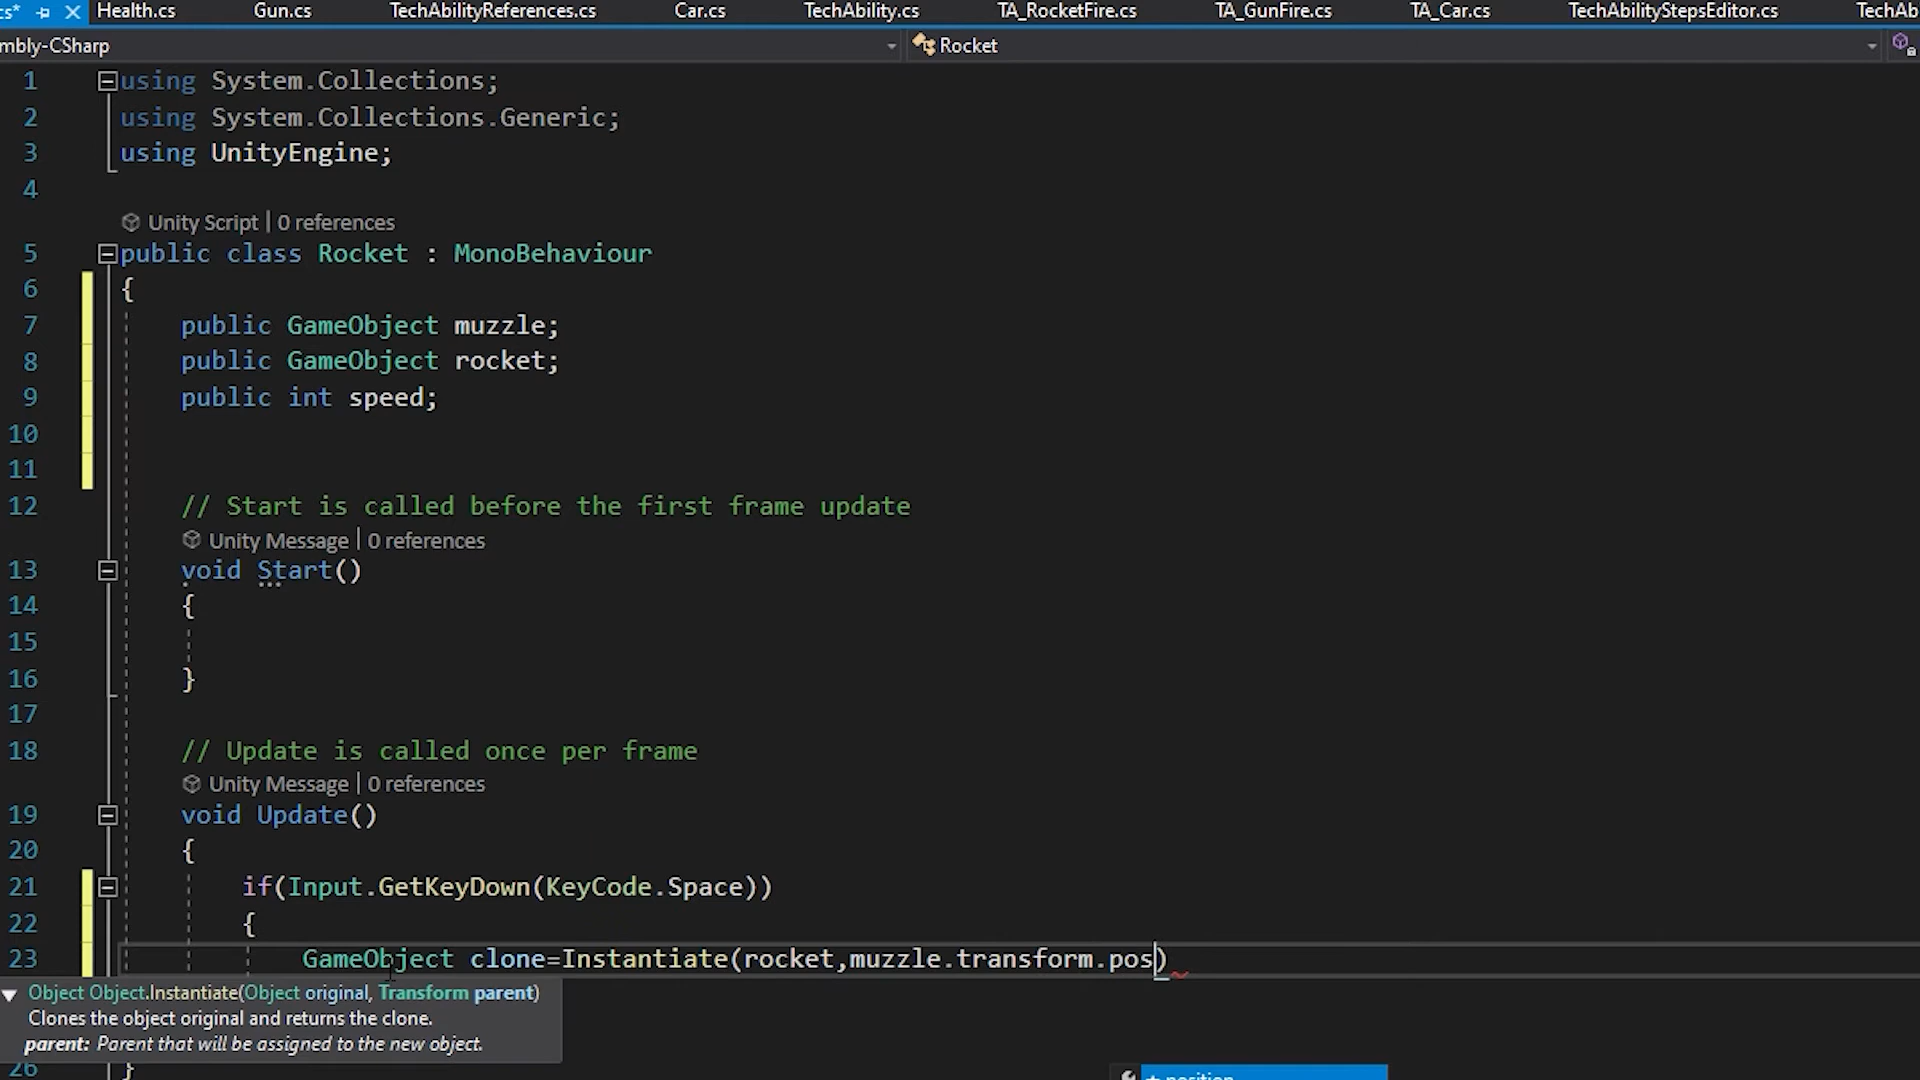 cs* Health.cs Gun.cs TechAbilityReferences.cs Car.cs TechAbility.cs TA_RocketFire.cs TA_GunFire.cs TA_Car.cs TechAbilityStepsEditor.cs TechAb
mbly-CSharp Rocket
1 using System.Collections;
2 using System.Collections.Generic;
3 using UnityEngine;
4
Unity Script | 0 references
5 public class Rocket : MonoBehaviour
6 {
7 public GameObject muzzle;
8 public GameObject rocket;
9 public int speed;
10
11
12 // Start is called before the first frame update
Unity Message | 0 references
13 void Start()
14 {
15
16 }
17
18 // Update is called once per frame
Unity Message | 0 references
19 void Update()
20 {
21 if(Input.GetKeyDown(KeyCode.Space))
22 {
23 GameObject clone=Instantiate(rocket,muzzle.transform.pos)
Object Object.Instantiate(Object original, Transform parent)
Clones the object original and returns the clone.
parent: Parent that will be assigned to the new object.
26 }
position